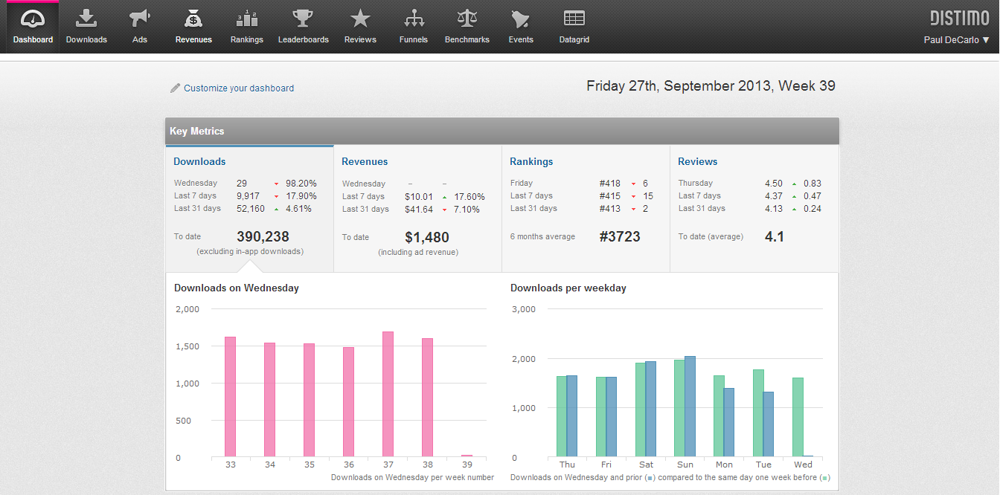 Dashboard Downloads Ads Revenues Rankings Leaderboards Reviews Funnels Benchmarks Events Datagrid
DISTIMO
Paul DeCarlo ▼
Customize your dashboard
Friday 27th, September 2013, Week 39
Key Metrics
Downloads
Wednesday 29 98.20%
Last 7 days 9,917 17.90%
Last 31 days 52,160 4.61%
To date 390,238
(excluding in-app downloads)
Revenues
Wednesday – –
Last 7 days $10.01 17.60%
Last 31 days $41.64 7.10%
To date $1,480
(including ad revenue)
Rankings
Friday #418 6
Last 7 days #415 15
Last 31 days #413 2
6 months average #3723
Reviews
Thursday 4.50 0.83
Last 7 days 4.37 0.47
Last 31 days 4.13 0.24
To date (average) 4.1
Downloads on Wednesday
2,000
1,500
1,000
500
0
33 34 35 36 37 38 39
Downloads on Wednesday per week number
Downloads per weekday
3,000
2,000
1,000
0
Thu Fri Sat Sun Mon Tue Wed
Downloads on Wednesday and prior (■) compared to the same day one week before (■)